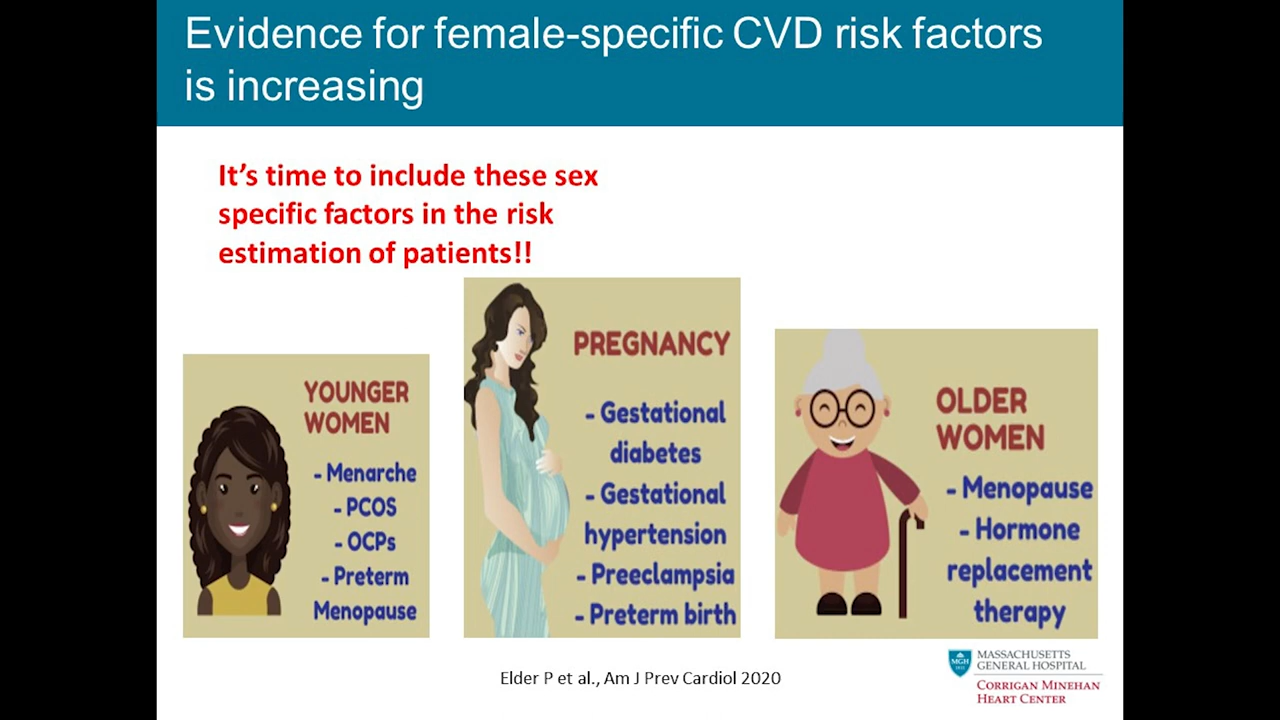 Evidence for female-specific CVD risk factors
is increasing
It's time to include these sex
specific factors in the risk
estimation of patients!!
YOUNGER
WOMEN
- Menarche
- PCOS
- OCPs
- Preterm
Menopause
PREGNANCY
- Gestational
diabetes
- Gestational
hypertension
- Preeclampsia
- Preterm birth
OLDER
WOMEN
- Menopause
- Hormone
replacement
therapy
Elder P et al., Am J Prev Cardiol 2020
MGH
MASSACHUSETTS
GENERAL HOSPITAL
CORRIGAN MINEHAN
HEART CENTER